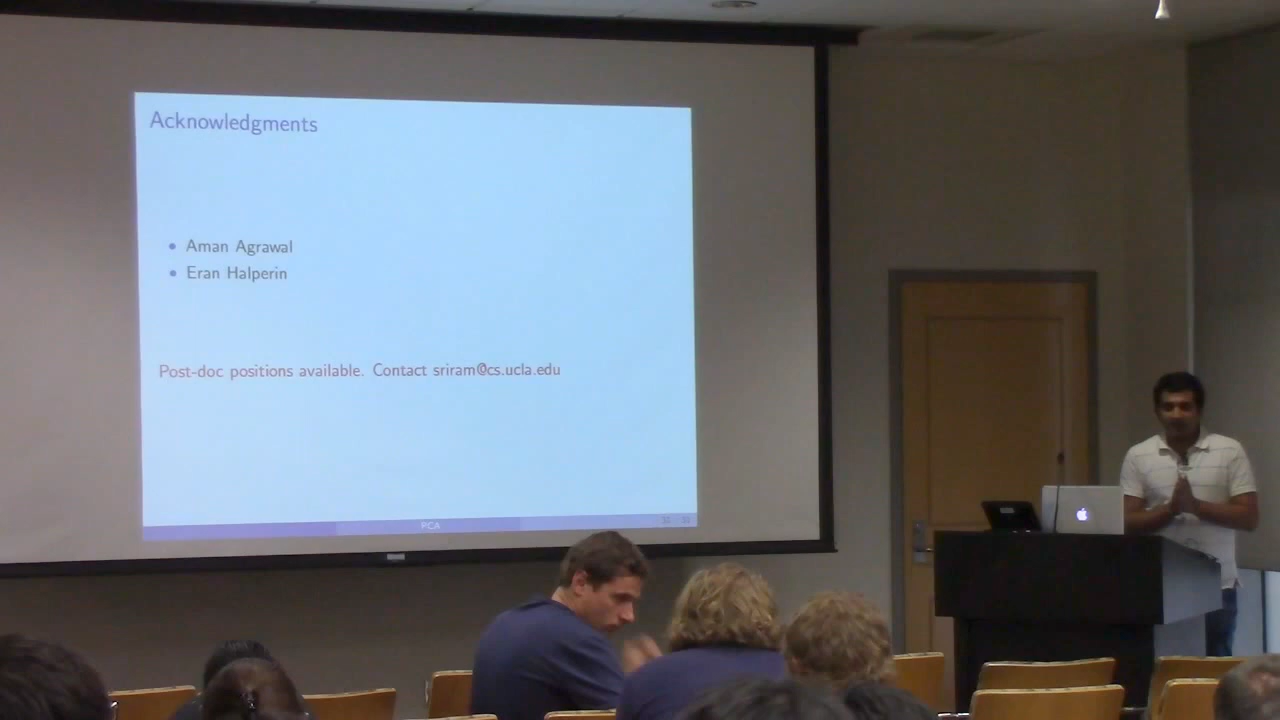 Acknowledgments
Aman Agrawal
Eran Halperin
Post-doc positions available. Contact sriram@cs.ucla.edu
PCA